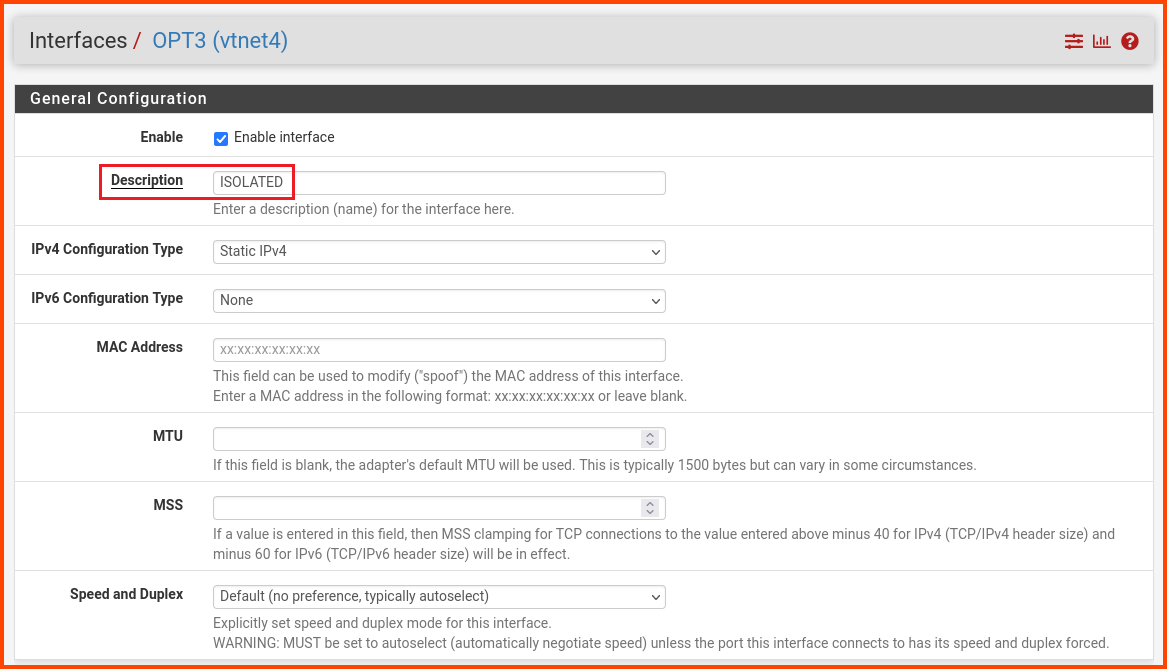 Interfaces / OPT3 (vtnet4)
General Configuration
Enable Enable interface
Description ISOLATED
Enter a description (name) for the interface here.
IPv4 Configuration Type Static IPv4
IPv6 Configuration Type None
MAC Address xx:xx:xx:xx:xx:xx
This field can be used to modify ("spoof") the MAC address of this interface.
Enter a MAC address in the following format: xx:xx:xx:xx:xx:xx or leave blank.
MTU
If this field is blank, the adapter's default MTU will be used. This is typically 1500 bytes but can vary in some circumstances.
MSS
If a value is entered in this field, then MSS clamping for TCP connections to the value entered above minus 40 for IPv4 (TCP/IPv4 header size) and
minus 60 for IPv6 (TCP/IPv6 header size) will be in effect.
Speed and Duplex Default (no preference, typically autoselect)
Explicitly set speed and duplex mode for this interface.
WARNING: MUST be set to autoselect (automatically negotiate speed) unless the port this interface connects to has its speed and duplex forced.